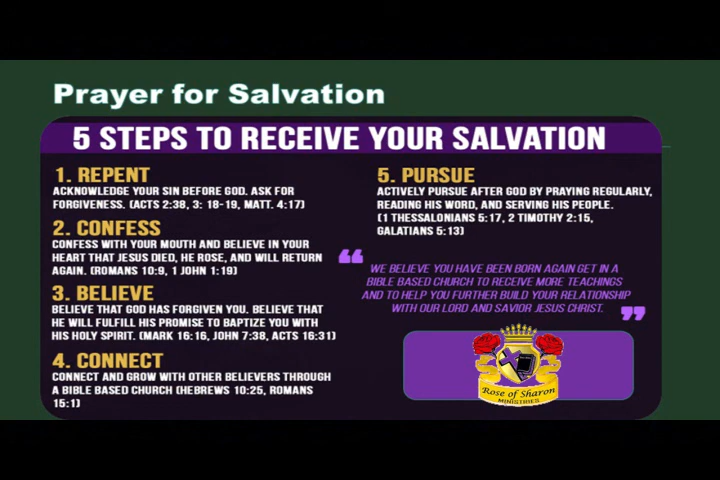 Prayer for Salvation
5 STEPS TO RECEIVE YOUR SALVATION
1. REPENT
ACKNOWLEDGE YOUR SIN BEFORE GOD. ASK FOR
FORGIVENESS. (ACTS 2:38, 3: 18-19, MATT. 4:17)
2. CONFESS
CONFESS WITH YOUR MOUTH AND BELIEVE IN YOUR
HEART THAT JESUS DIED, HE ROSE, AND WILL RETURN
AGAIN. (ROMANS 10:9, 1 JOHN 1:19)
3. BELIEVE
BELIEVE THAT GOD HAS FORGIVEN YOU. BELIEVE THAT
HE WILL FULFILL HIS PROMISE TO BAPTIZE YOU WITH
HIS HOLY SPIRIT. (MARK 16:16, JOHN 7:38, ACTS 16:31)
4. CONNECT
CONNECT AND GROW WITH OTHER BELIEVERS THROUGH
A BIBLE BASED CHURCH (HEBREWS 10:25, ROMANS
15:1)
5. PURSUE
ACTIVELY PURSUE AFTER GOD BY PRAYING REGULARLY,
READING HIS WORD, AND SERVING HIS PEOPLE.
(1 THESSALONIANS 5:17, 2 TIMOTHY 2:15,
GALATIANS 5:13)
“WE BELIEVE YOU HAVE BEEN BORN AGAIN GET IN A
BIBLE BASED CHURCH TO RECEIVE MORE TEACHINGS
AND TO HELP YOU FURTHER BUILD YOUR RELATIONSHIP
WITH OUR LORD AND SAVIOR JESUS CHRIST.”
Rose of Sharon
MINISTRIES